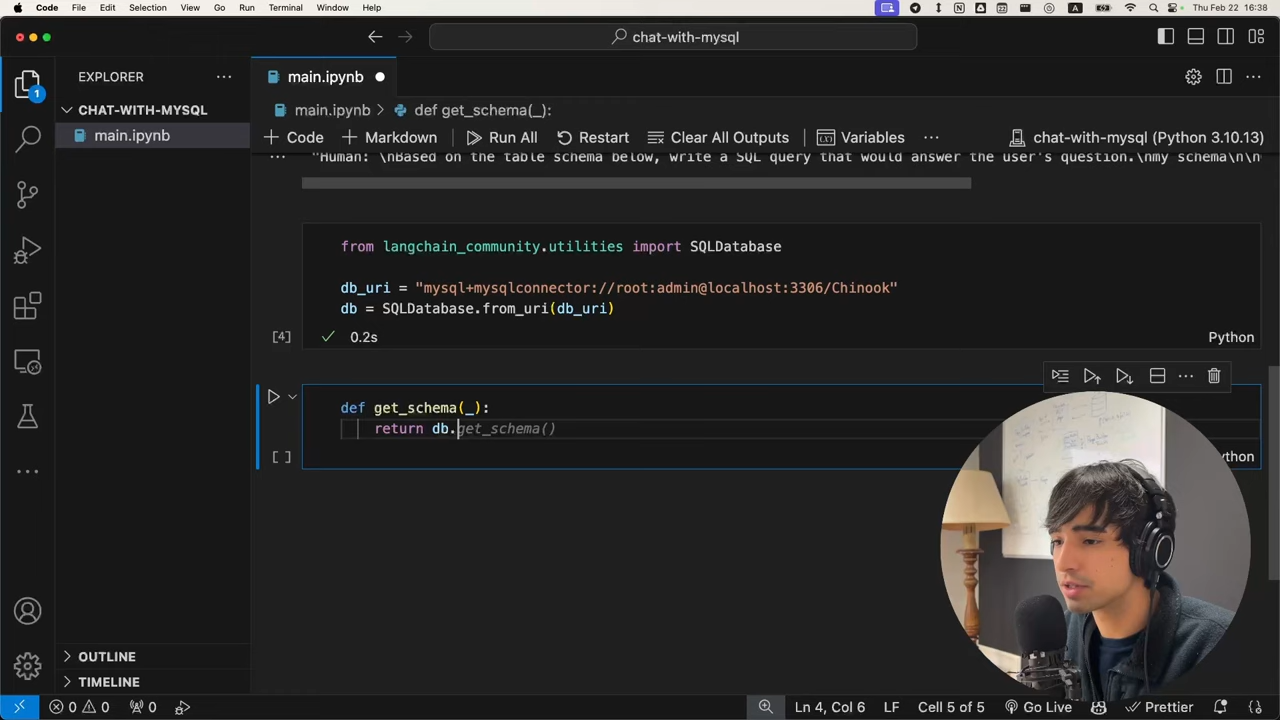 Code File Edit Selection View Go Run Terminal Window Help Thu Feb 22 16:38
chat-with-mysql
EXPLORER
main.ipynb
CHAT-WITH-MYSQL
main.ipynb
main.ipynb > def get_schema(_):
+ Code + Markdown Run All Restart Clear All Outputs Variables ... chat-with-mysql (Python 3.10.13)
"Human: \nBased on the table schema below, write a SQL query that would answer the user's question.\nmy schema\n\n
from langchain_community.utilities import SQLDatabase
db_uri = "mysql+mysqlconnector://root:admin@localhost:3306/Chinook"
db = SQLDatabase.from_uri(db_uri)
[4] 0.2s Python
def get_schema(_):
return db.get_schema()
[ ] ython
OUTLINE
TIMELINE
0 0 0 Ln 4, Col 6 LF Cell 5 of 5 Go Live Prettier
1